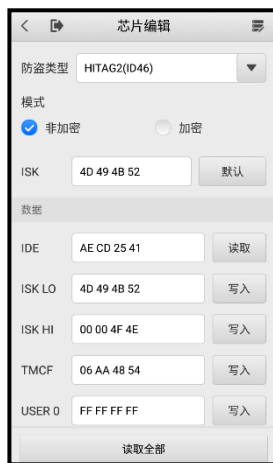 芯片编辑
防盗类型 HITAG2(ID46)
模式
非加密 加密
ISK 4D 49 4B 52 默认
数据
IDE AE CD 25 41 读取
ISK LO 4D 49 4B 52 写入
ISK HI 00 00 4F 4E 写入
TMCF 06 AA 48 54 写入
USER 0 FF FF FF FF 写入
读取全部